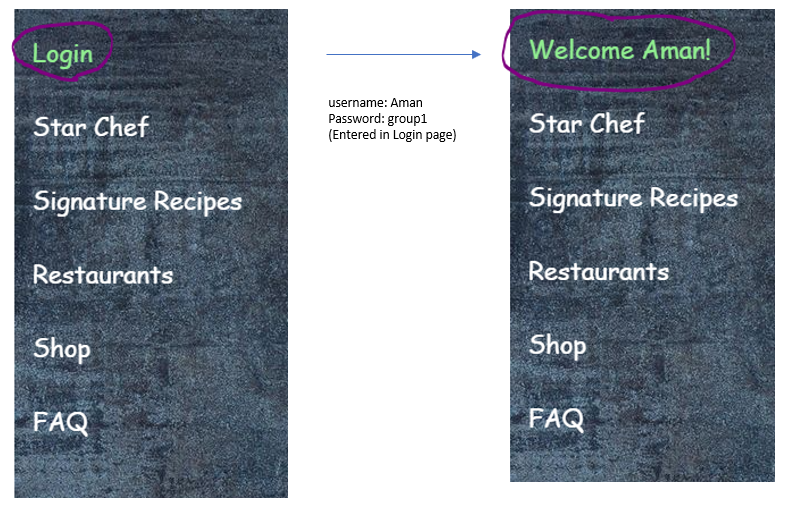 Login
Star Chef
Signature Recipes
Restaurants
Shop
FAQ
username: Aman
Password: group1
(Entered in Login page)
Welcome Aman!
Star Chef
Signature Recipes
Restaurants
Shop
FAQ